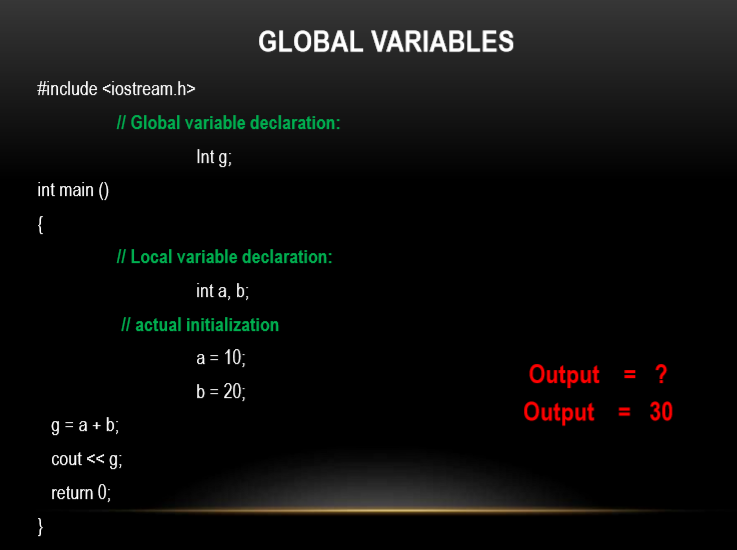 GLOBAL VARIABLES
#include <iostream.h>
// Global variable declaration:
Int g;
int main ()
{
// Local variable declaration:
int a, b;
// actual initialization
a = 10;
b = 20;
g = a + b;
cout << g;
return 0;
}
Output = ?
Output = 30